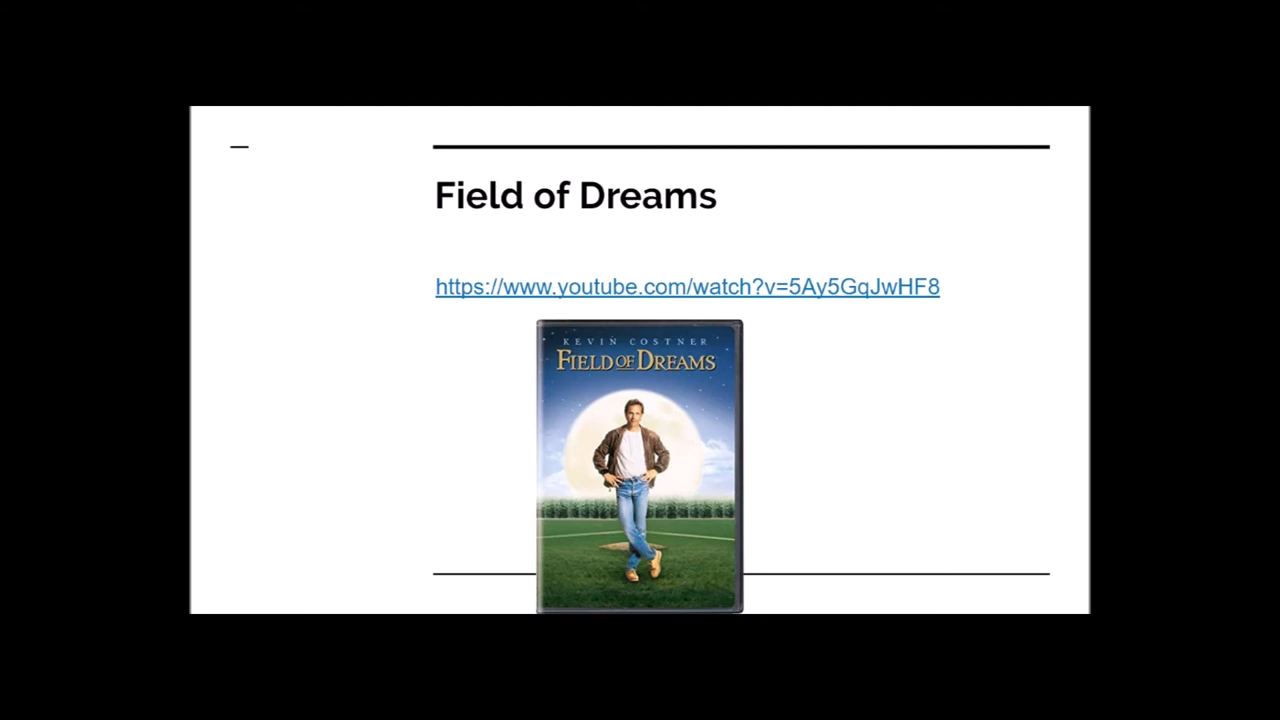 Field of Dreams
https://www.youtube.com/watch?v=5Ay5GqJwHF8
KEVIN COSTNER
FIELD OF DREAMS